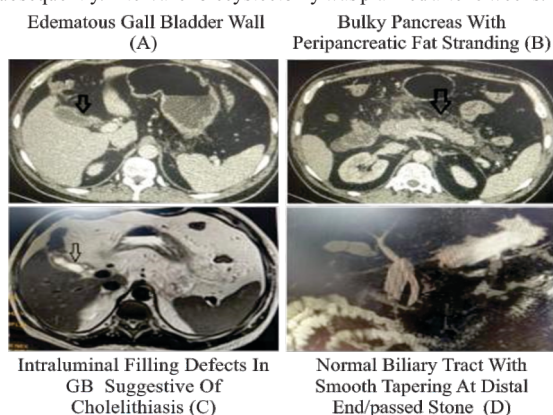 Edematous Gall Bladder Wall
(A)
Bulky Pancreas With
Peripancreatic Fat Stranding (B)
Intraluminal Filling Defects In
GB Suggestive Of
Cholelithiasis (C)
Normal Biliary Tract With
Smooth Tapering At Distal
End/passed Stone (D)